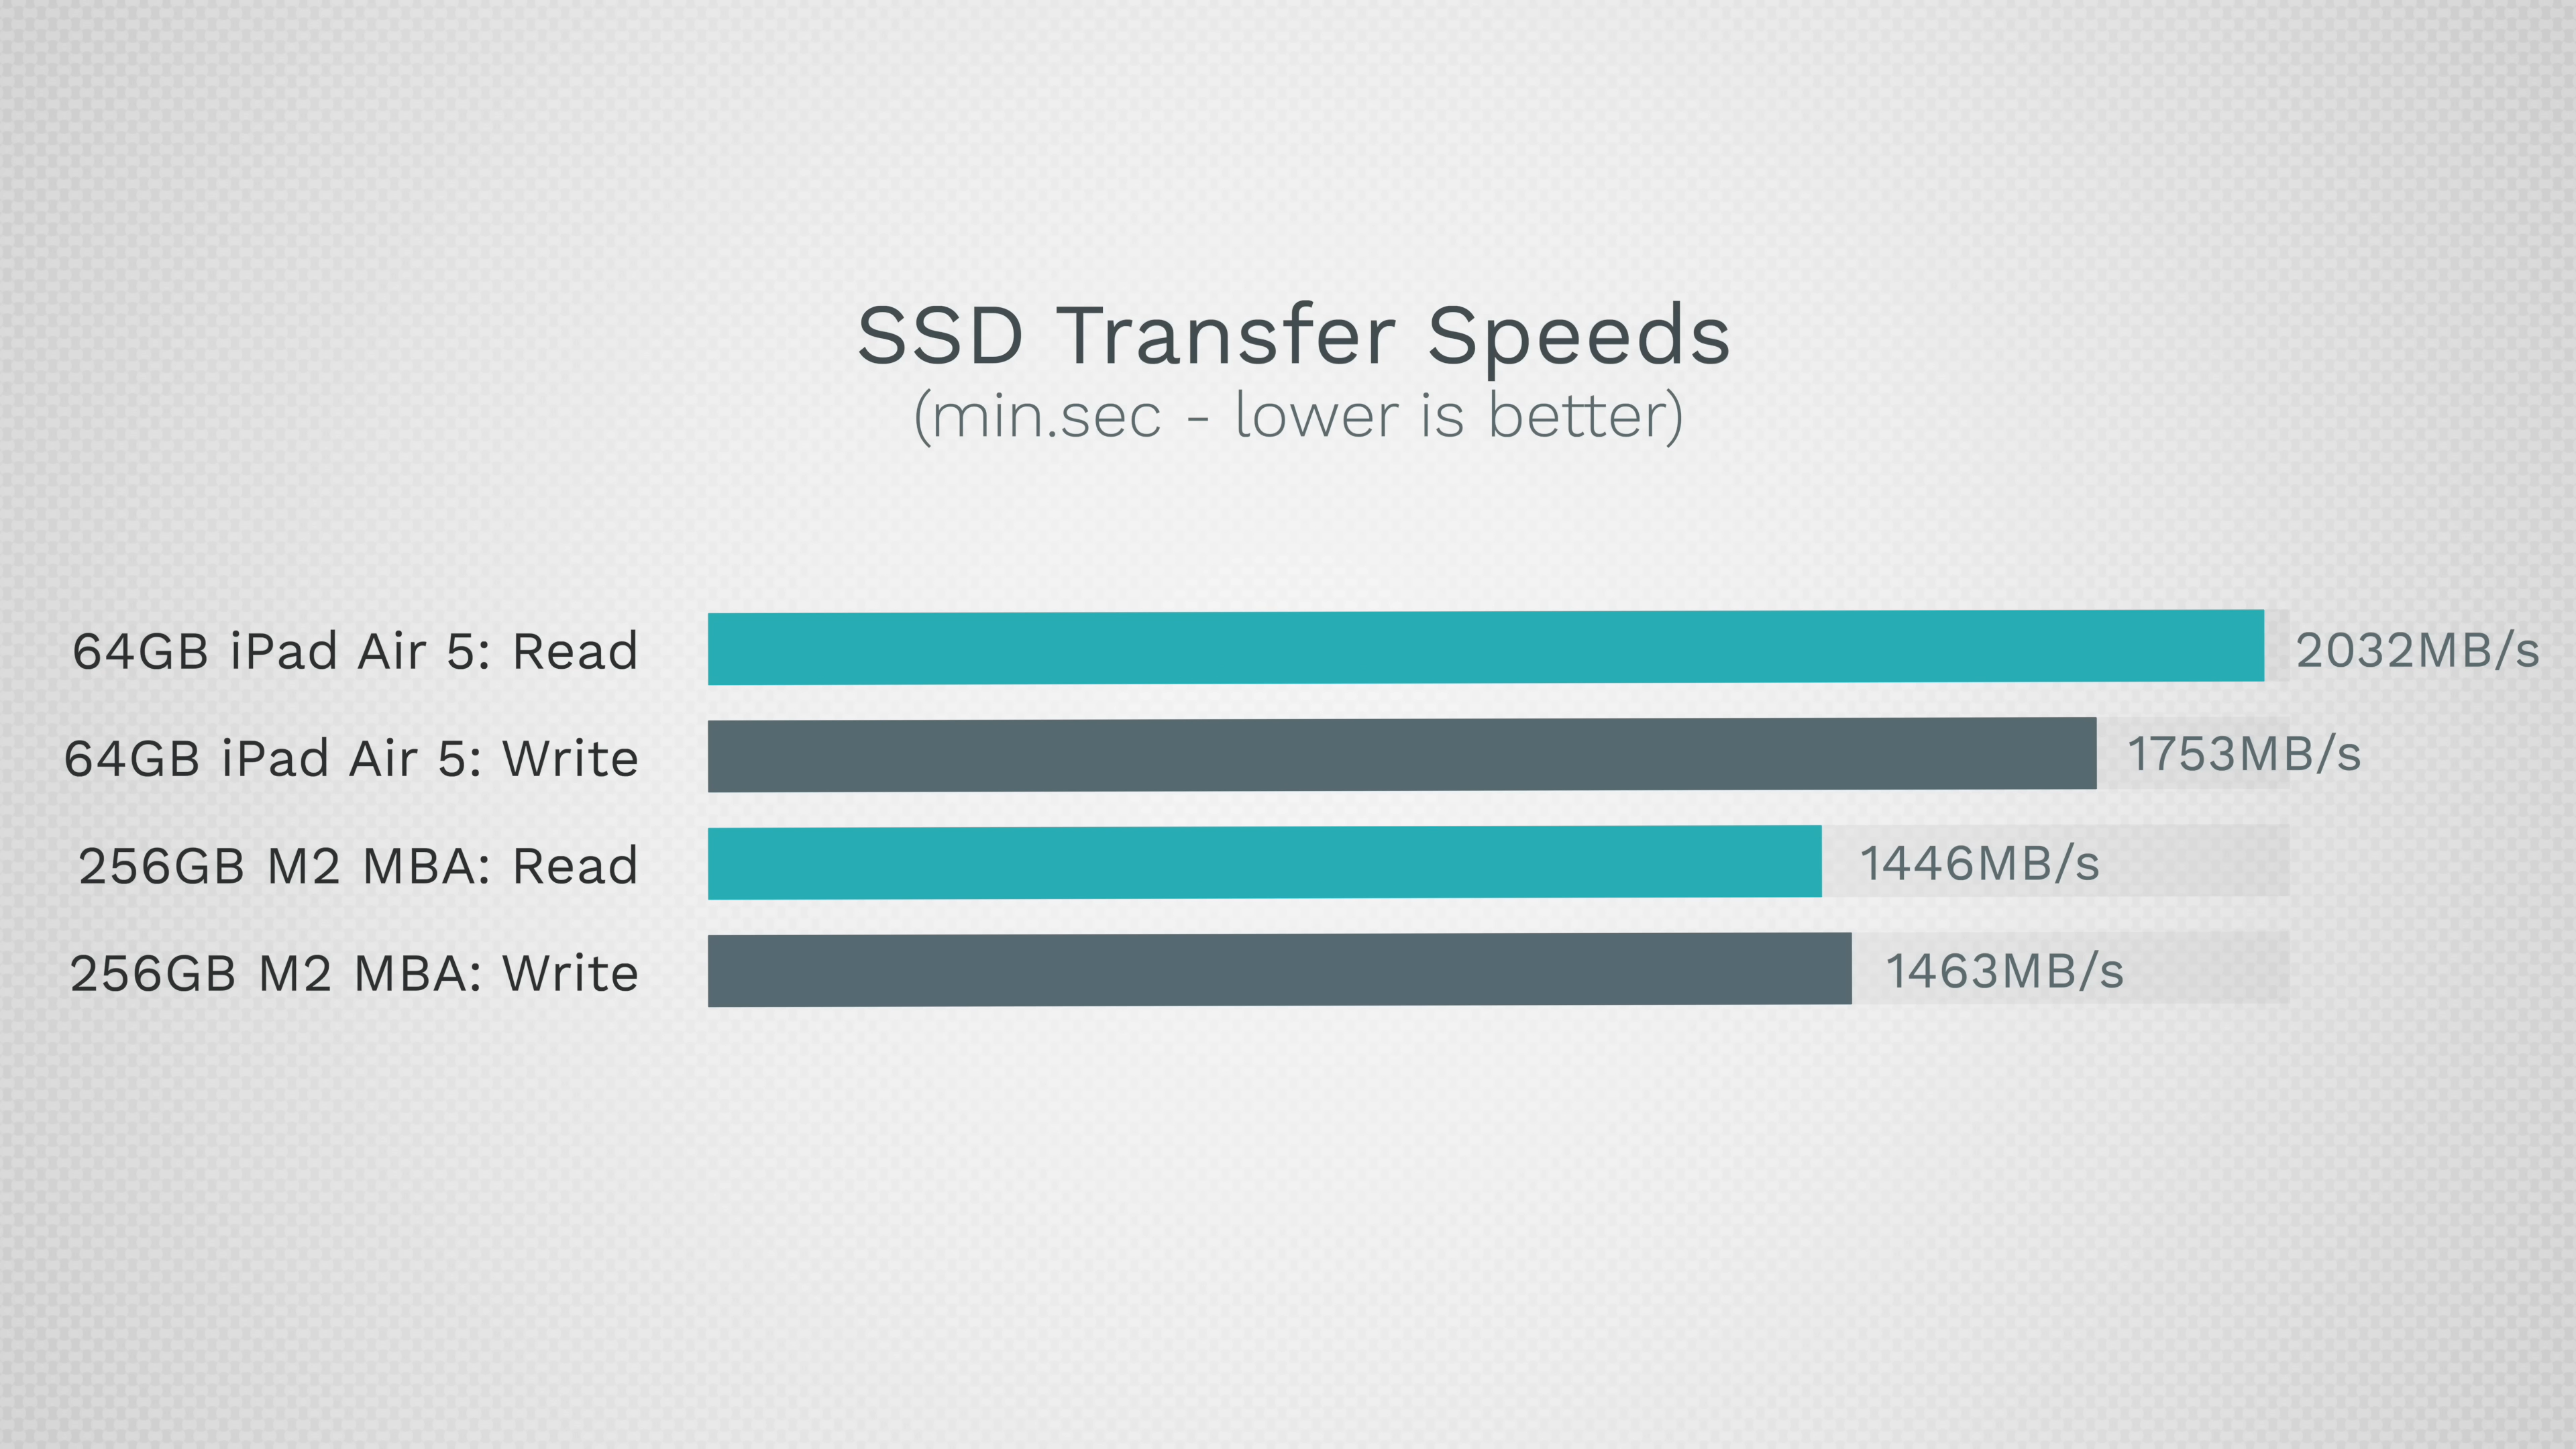 SSD Transfer Speeds
(min.sec - lower is better)
64GB iPad Air 5: Read 2032MB/s
64GB iPad Air 5: Write 1753MB/s
256GB M2 MBA: Read 1446MB/s
256GB M2 MBA: Write 1463MB/s